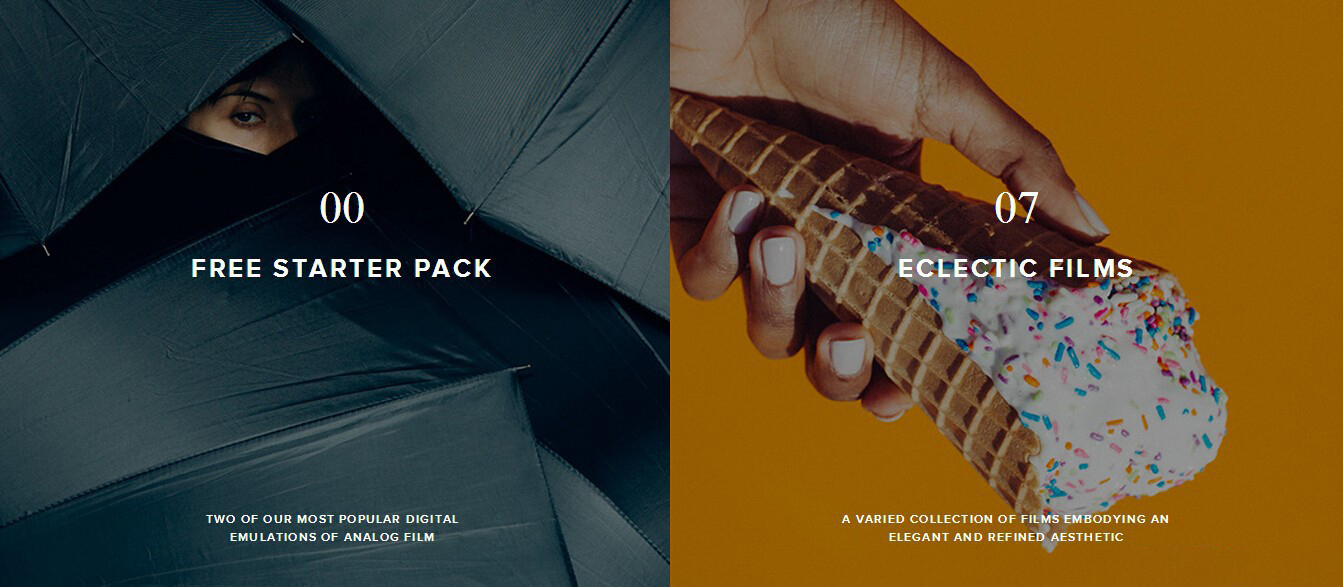 00
FREE STARTER PACK
TWO OF OUR MOST POPULAR DIGITAL
EMULATIONS OF ANALOG FILM
07
ECLECTIC FILMS
A VARIED COLLECTION OF FILMS EMBODYING AN
ELEGANT AND REFINED AESTHETIC